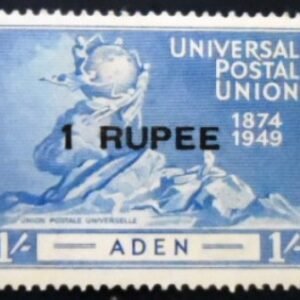 UNIVERSAL
POSTAL
UNION
1874
1949
1 RUPEE
UNION POSTALE UNIVERSELLE
1/- ADEN 1/-